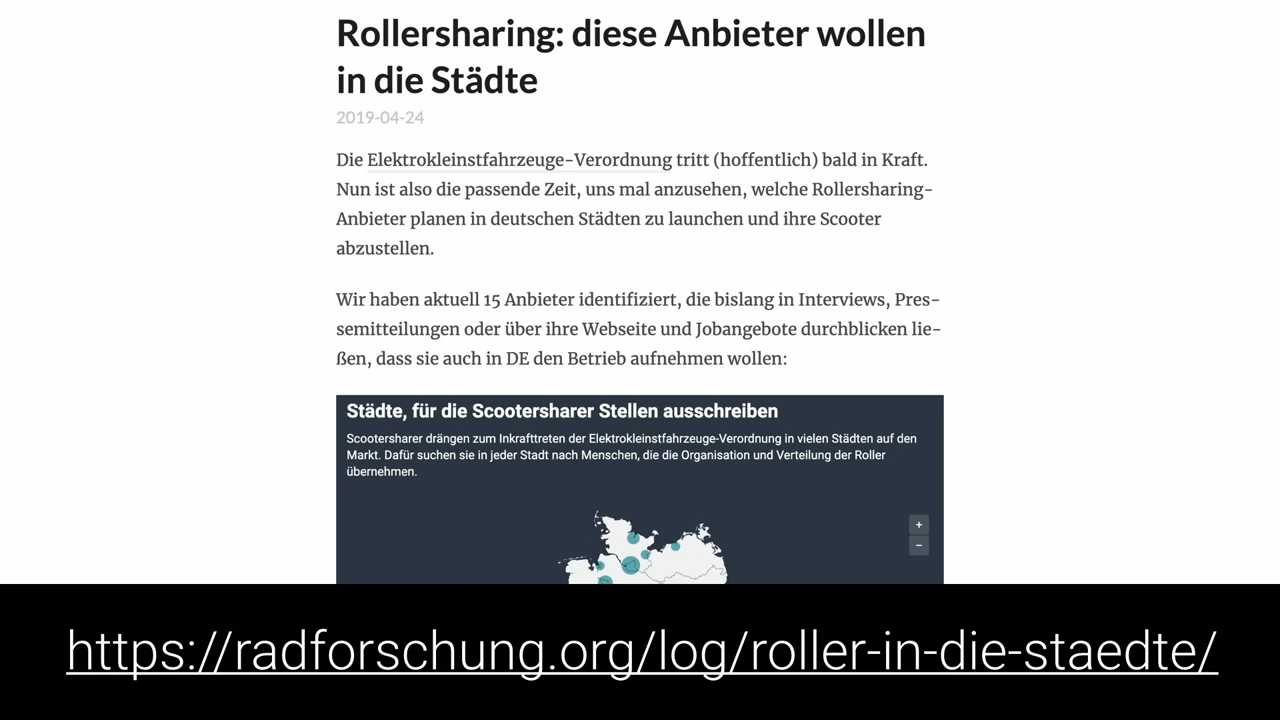 Rollersharing: diese Anbieter wollen
in die Städte
2019-04-24
Die Elektrokleinstfahrzeuge-Verordnung tritt (hoffentlich) bald in Kraft.
Nun ist also die passende Zeit, uns mal anzusehen, welche Rollersharing-
Anbieter planen in deutschen Städten zu launchen und ihre Scooter
abzustellen.
Wir haben aktuell 15 Anbieter identifiziert, die bislang in Interviews, Pres-
semitteilungen oder über ihre Webseite und Jobangebote durchblicken lie-
ßen, dass sie auch in DE den Betrieb aufnehmen wollen:
Städte, für die Scootersharer Stellen ausschreiben
Scootersharer drängen zum Inkrafttreten der Elektrokleinstfahrzeuge-Verordnung in vielen Städten auf den
Markt. Dafür suchen sie in jeder Stadt nach Menschen, die die Organisation und Verteilung der Roller
übernehmen.
+
−
https://radforschung.org/log/roller-in-die-staedte/